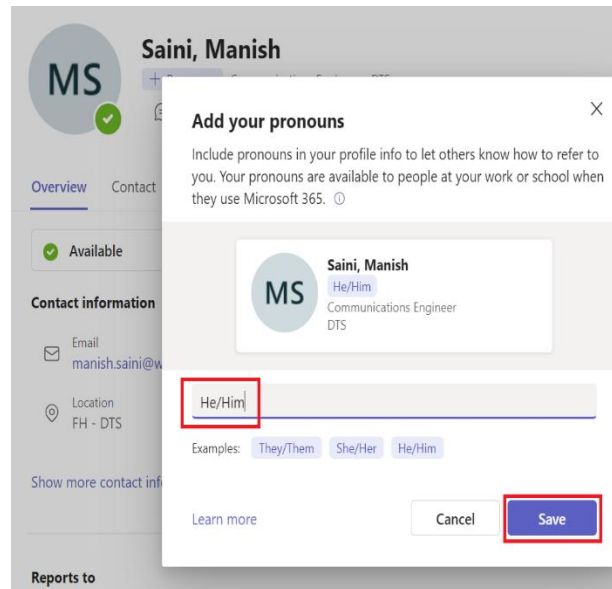 Saini, Manish
MS
Add your pronouns
Include pronouns in your profile info to let others know how to refer to
you. Your pronouns are available to people at your work or school when
they use Microsoft 365.
Overview Contact
Available
Saini, Manish
MS
He/Him
Communications Engineer
DTS
Contact information
Email
manish.saini@w
Location
FH - DTS
He/Him
Examples: They/Them She/Her He/Him
Show more contact inf
Learn more Cancel Save
Reports to